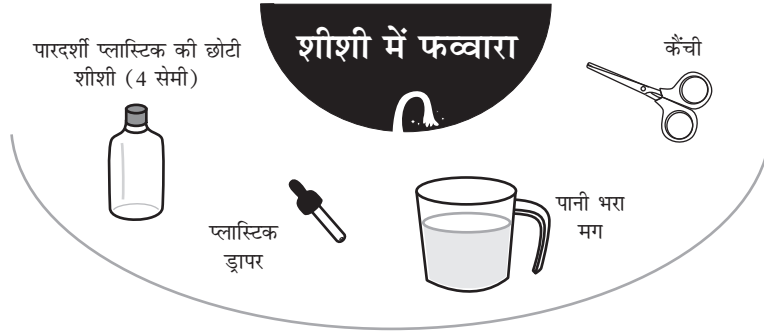 शीशी में फव्वारा
पारदर्शी प्लास्टिक की छोटी
शीशी (4 सेमी)
कैंची
प्लास्टिक
ड्रापर
पानी भरा
मग